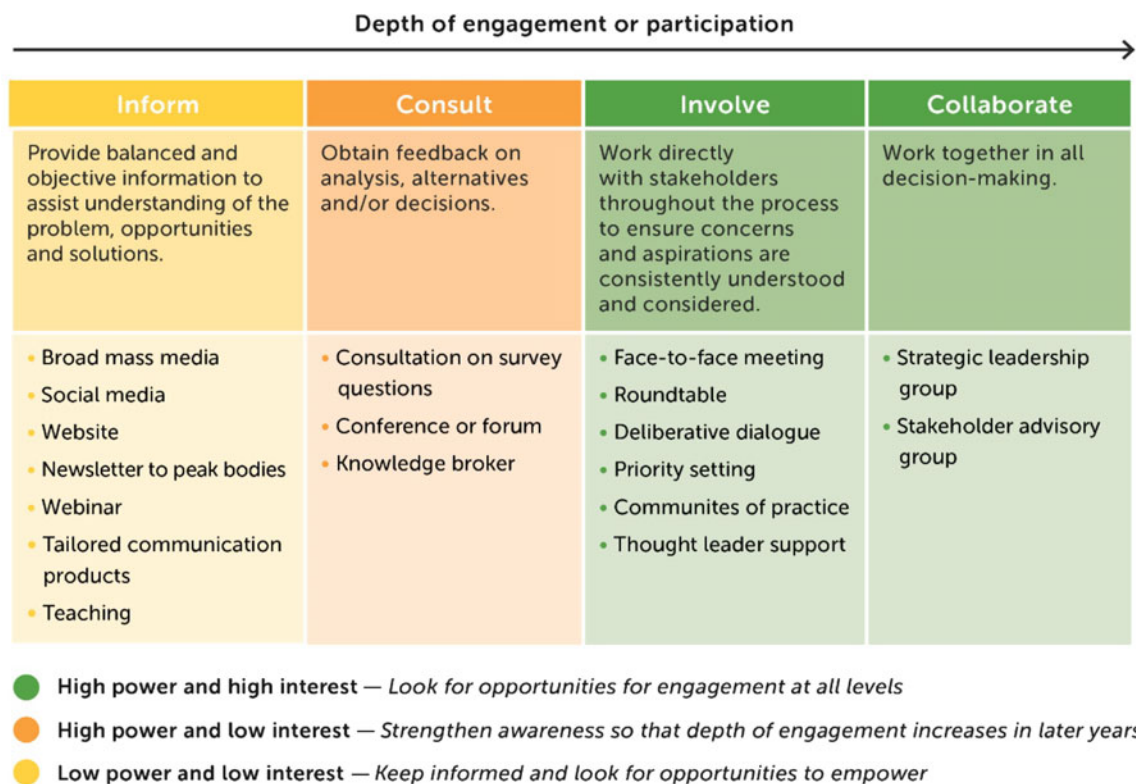 Depth of engagement or participation
Inform
Provide balanced and
objective information to
assist understanding of the
problem, opportunities
and solutions.
• Broad mass media
• Social media
• Website
• Newsletter to peak bodies
• Webinar
• Tailored communication
products
• Teaching
Consult
Obtain feedback on
analysis, alternatives
and/or decisions.
• Consultation on survey
questions
• Conference or forum
• Knowledge broker
Involve
Work directly
with stakeholders
throughout the process
to ensure concerns
and aspirations are
consistently understood
and considered.
• Face-to-face meeting
• Roundtable
• Deliberative dialogue
• Priority setting
• Communites of practice
• Thought leader support
Collaborate
Work together in all
decision-making.
• Strategic leadership
group
• Stakeholder advisory
group
High power and high interest — Look for opportunities for engagement at all levels
High power and low interest — Strengthen awareness so that depth of engagement increases in later years
Low power and low interest — Keep informed and look for opportunities to empower